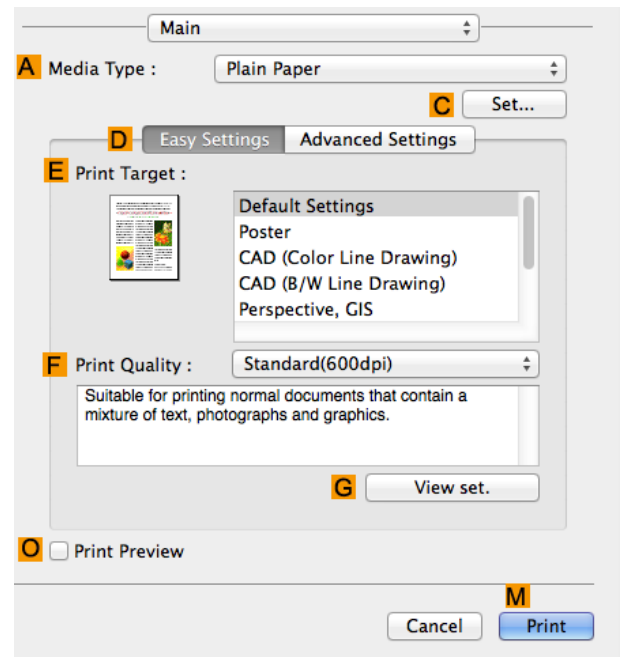 Main
A Media Type : Plain Paper
C Set...
D Easy Settings Advanced Settings
E Print Target :
Default Settings
Poster
CAD (Color Line Drawing)
CAD (B/W Line Drawing)
Perspective, GIS
F Print Quality : Standard(600dpi)
Suitable for printing normal documents that contain a
mixture of text, photographs and graphics.
G View set.
O Print Preview
M
Cancel Print